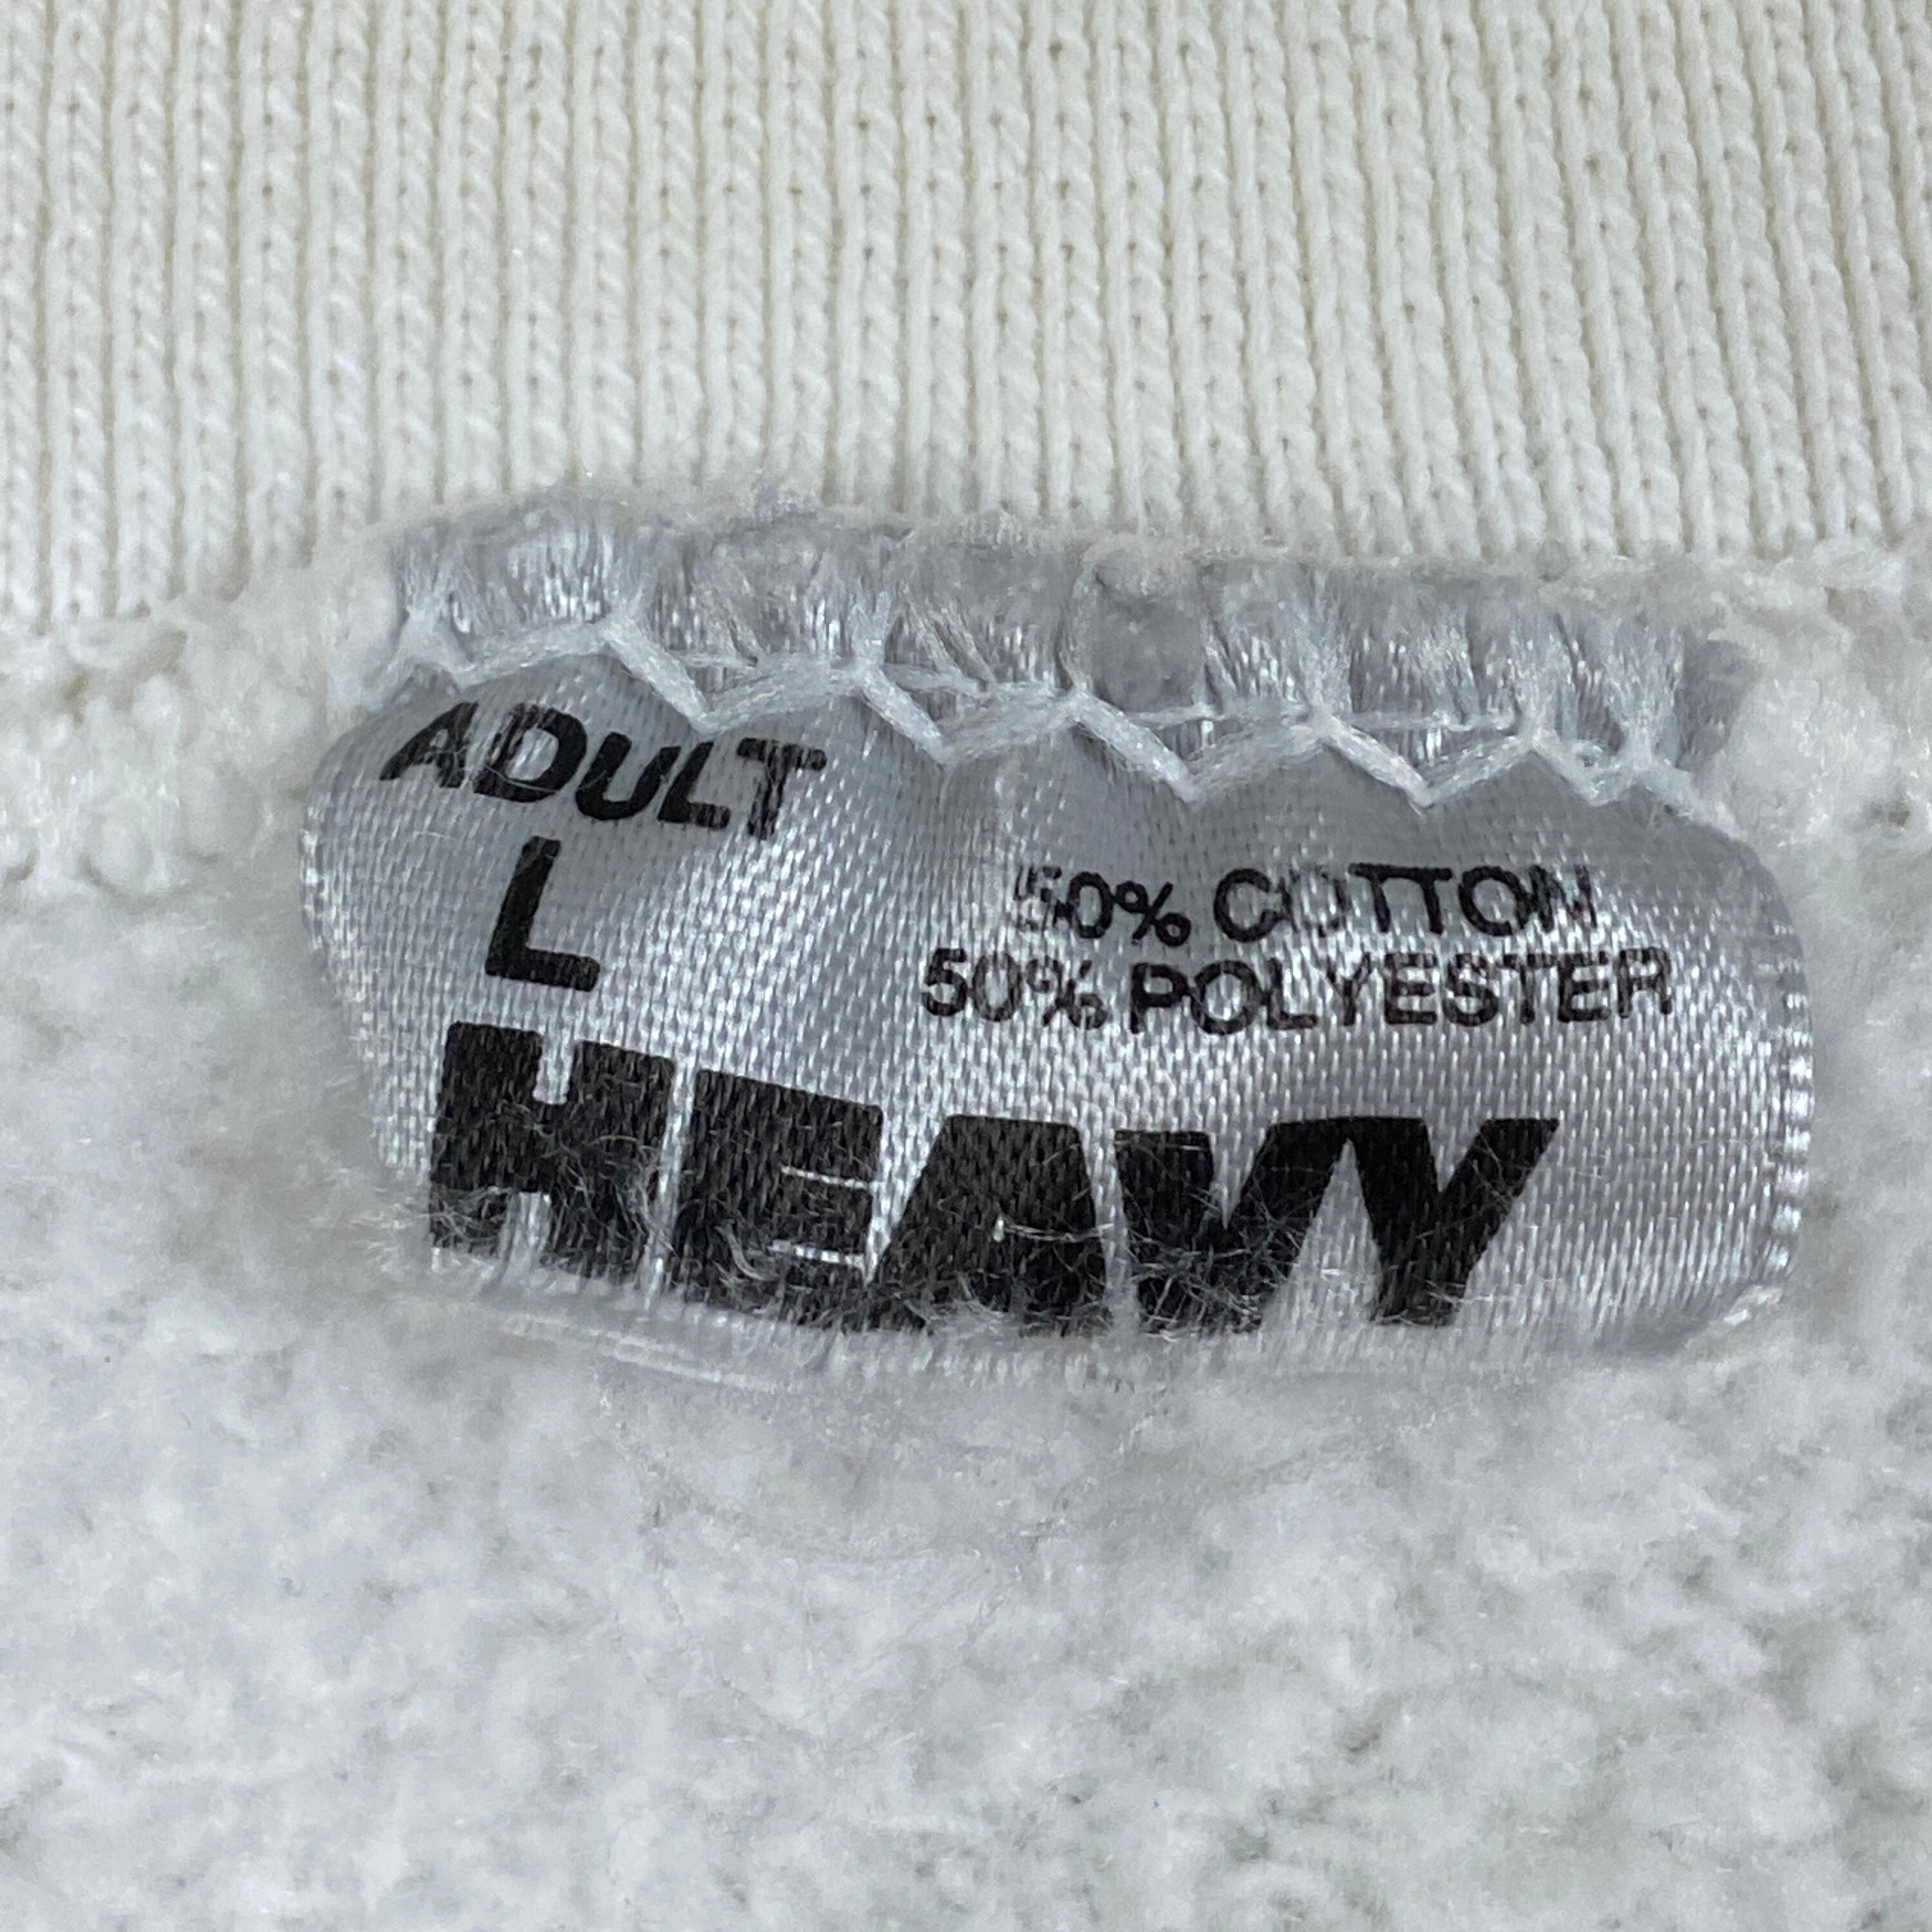 ADULT
L
50% COTTON
50% POLYESTER
HEAVY